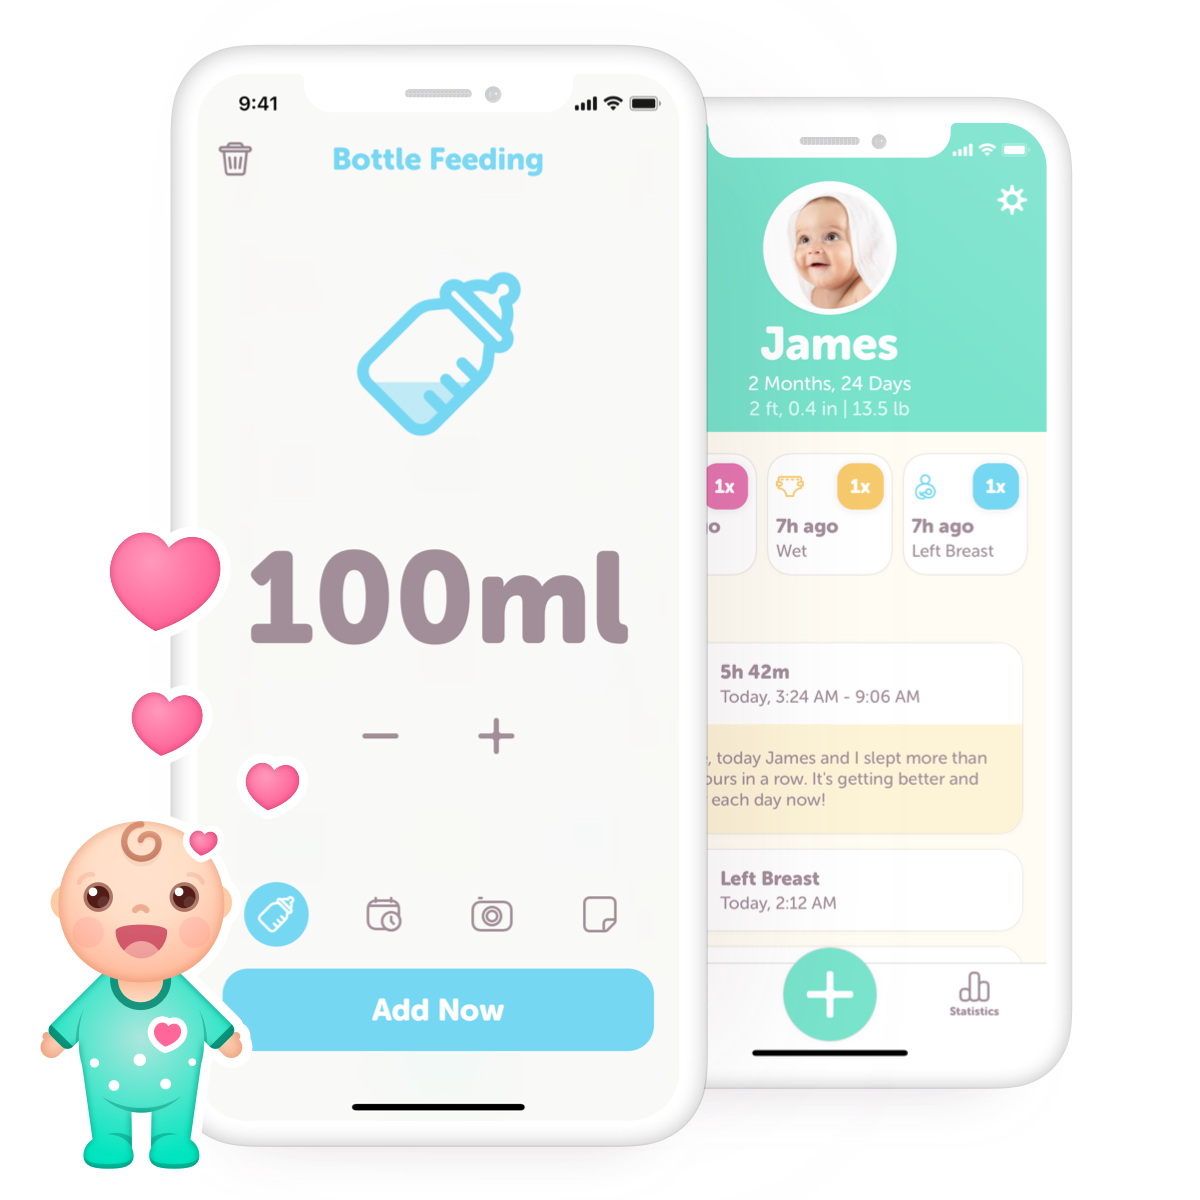 9:41
Bottle Feeding
100ml
Add Now
James
2 Months, 24 Days
2 ft, 0.4 in | 13.5 lb
1x
1x
1x
7h ago
7h ago
Wet
Left Breast
5h 42m
Today, 3:24 AM - 9:06 AM
, today James and I slept more than
in a row. It's getting better and
each day now!
Left Breast
Today, 2:12 AM
Statistics